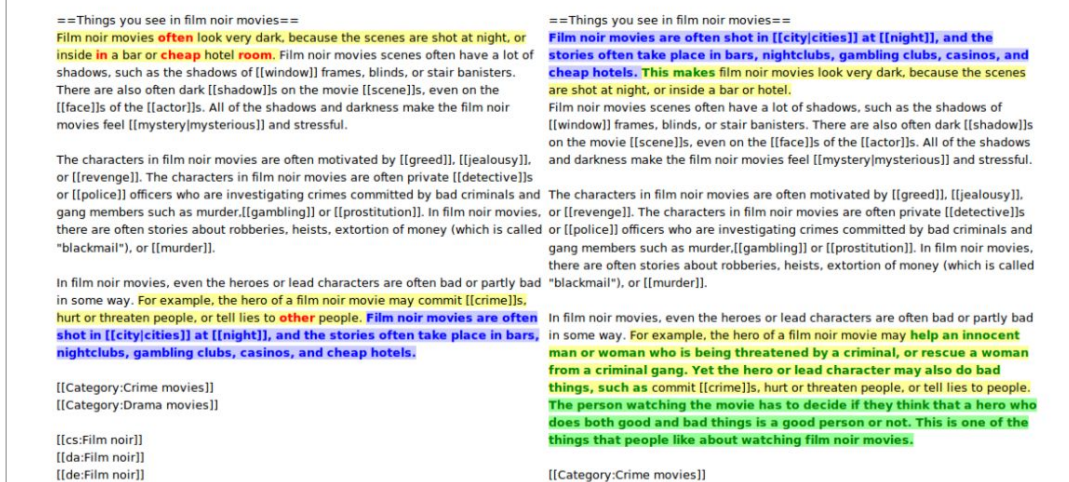 ==Things you see in film noir movies==
Film noir movies often look very dark, because the scenes are shot at night, or
inside in a bar or cheap hotel room. Film noir movies scenes often have a lot of
shadows, such as the shadows of [[window]] frames, blinds, or stair banisters.
There are also often dark [[shadow]]s on the movie [[scene]]s, even on the
[[face]]s of the [[actor]]s. All of the shadows and darkness make the film noir
movies feel [[mystery|mysterious]] and stressful.
The characters in film noir movies are often motivated by [[greed]], [[jealousy]],
or [[revenge]]. The characters in film noir movies are often private [[detective]]s
or [[police]] officers who are investigating crimes committed by bad criminals and
gang members such as murder,[[gambling]] or [[prostitution]]. In film noir movies,
there are often stories about robberies, heists, extortion of money (which is called
"blackmail"), or [[murder]].
In film noir movies, even the heroes or lead characters are often bad or partly bad
in some way. For example, the hero of a film noir movie may commit [[crime]]s,
hurt or threaten people, or tell lies to other people. Film noir movies are often
shot in [[city|cities]] at [[night]], and the stories often take place in bars,
nightclubs, gambling clubs, casinos, and cheap hotels.
[[Category:Crime movies]]
[[Category:Drama movies]]
[[cs:Film noir]]
[[da:Film noir]]
[[de:Film noir]]
==Things you see in film noir movies==
Film noir movies are often shot in [[city|cities]] at [[night]], and the
stories often take place in bars, nightclubs, gambling clubs, casinos, and
cheap hotels. This makes film noir movies look very dark, because the scenes
are shot at night, or inside a bar or hotel.
Film noir movies scenes often have a lot of shadows, such as the shadows of
[[window]] frames, blinds, or stair banisters. There are also often dark [[shadow]]s
on the movie [[scene]]s, even on the [[face]]s of the [[actor]]s. All of the shadows
and darkness make the film noir movies feel [[mystery|mysterious]] and stressful.
The characters in film noir movies are often motivated by [[greed]], [[jealousy]],
or [[revenge]]. The characters in film noir movies are often private [[detective]]s
or [[police]] officers who are investigating crimes committed by bad criminals and
gang members such as murder,[[gambling]] or [[prostitution]]. In film noir movies,
there are often stories about robberies, heists, extortion of money (which is called
"blackmail"), or [[murder]].
In film noir movies, even the heroes or lead characters are often bad or partly bad
in some way. For example, the hero of a film noir movie may help an innocent
man or woman who is being threatened by a criminal, or rescue a woman
from a criminal gang. Yet the hero or lead character may also do bad
things, such as commit [[crime]]s, hurt or threaten people, or tell lies to people.
The person watching the movie has to decide if they think that a hero who
does both good and bad things is a good person or not. This is one of the
things that people like about watching film noir movies.
[[Category:Crime movies]]